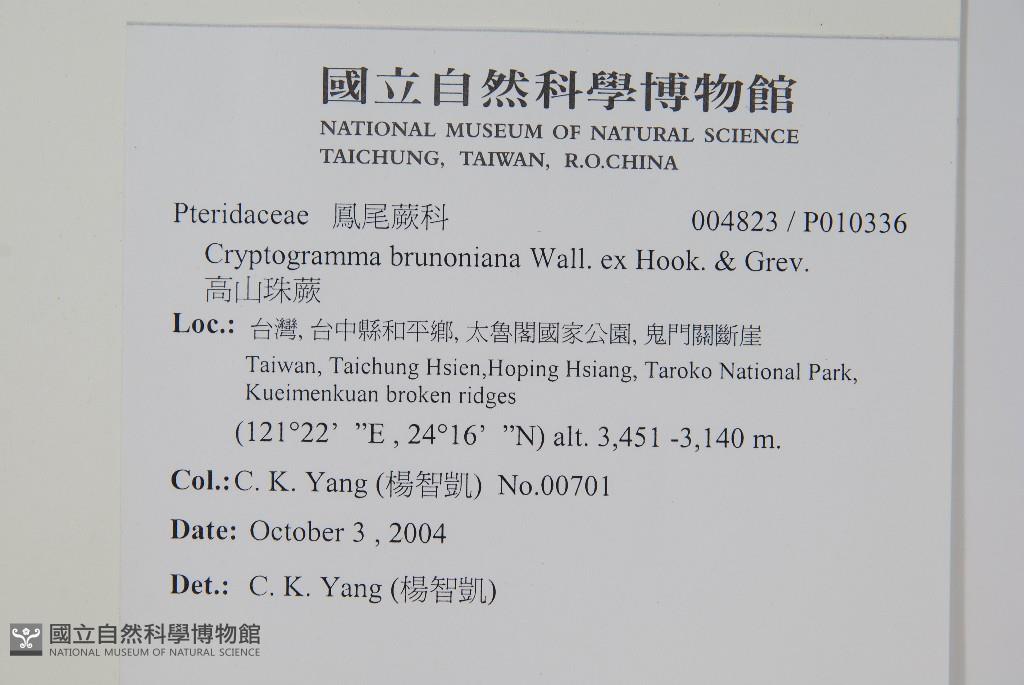 國立自然科學博物館
NATIONAL MUSEUM OF NATURAL SCIENCE
TAICHUNG, TAIWAN, R.O.CHINA
Pteridaceae 鳳尾蕨科 004823 / P010336
Cryptogramma brunoniana Wall. ex Hook. & Grev.
高山珠蕨
Loc.: 台灣, 台中縣和平鄉, 太魯閣國家公園, 鬼門關斷崖
Taiwan, Taichung Hsien,Hoping Hsiang, Taroko National Park,
Kueimenkuan broken ridges
(121°22’ ”E , 24°16’ ”N) alt. 3,451 -3,140 m.
Col.: C. K. Yang (楊智凱) No.00701
Date: October 3 , 2004
Det.: C. K. Yang (楊智凱)
國立自然科學博物館
NATIONAL MUSEUM OF NATURAL SCIENCE